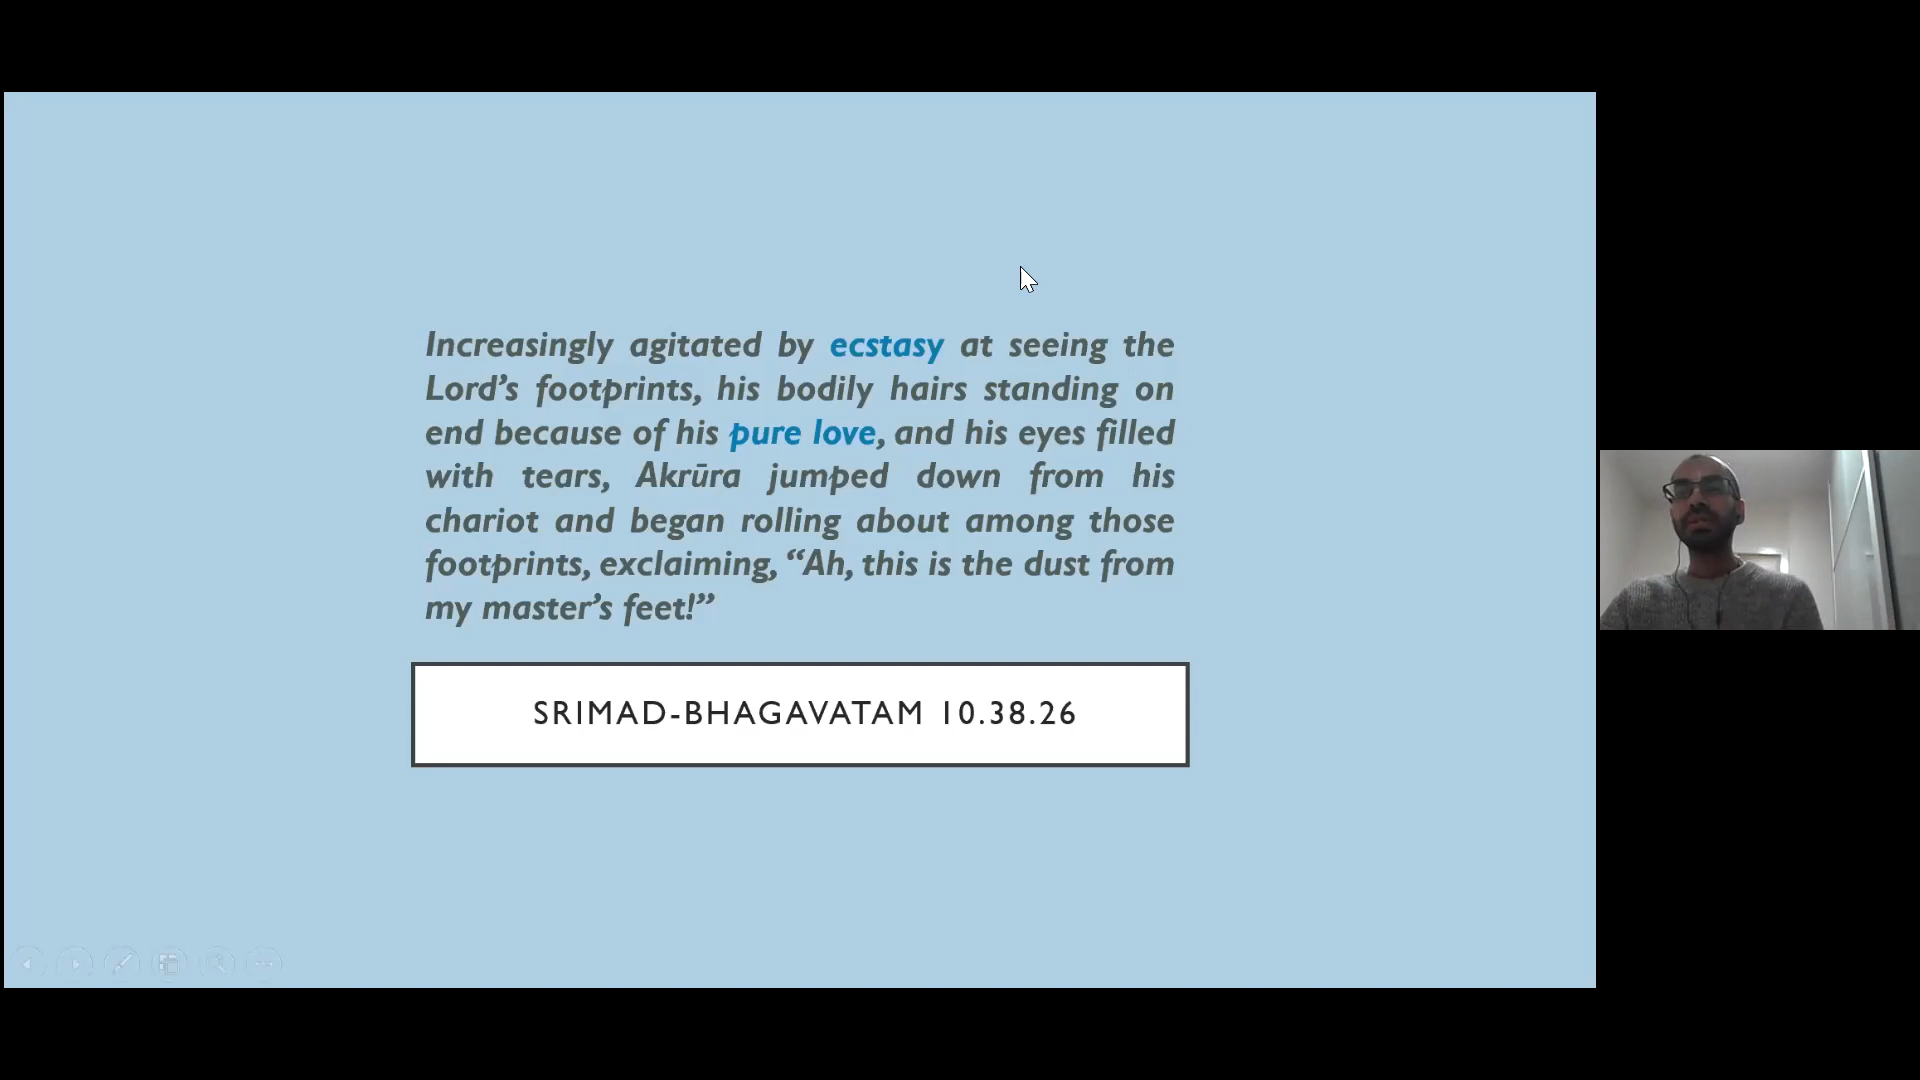 Increasingly agitated by ecstasy at seeing the
Lord’s footprints, his bodily hairs standing on
end because of his pure love, and his eyes filled
with tears, Akrūra jumped down from his
chariot and began rolling about among those
footprints, exclaiming, “Ah, this is the dust from
my master’s feet!”
SRIMAD-BHAGAVATAM 10.38.26